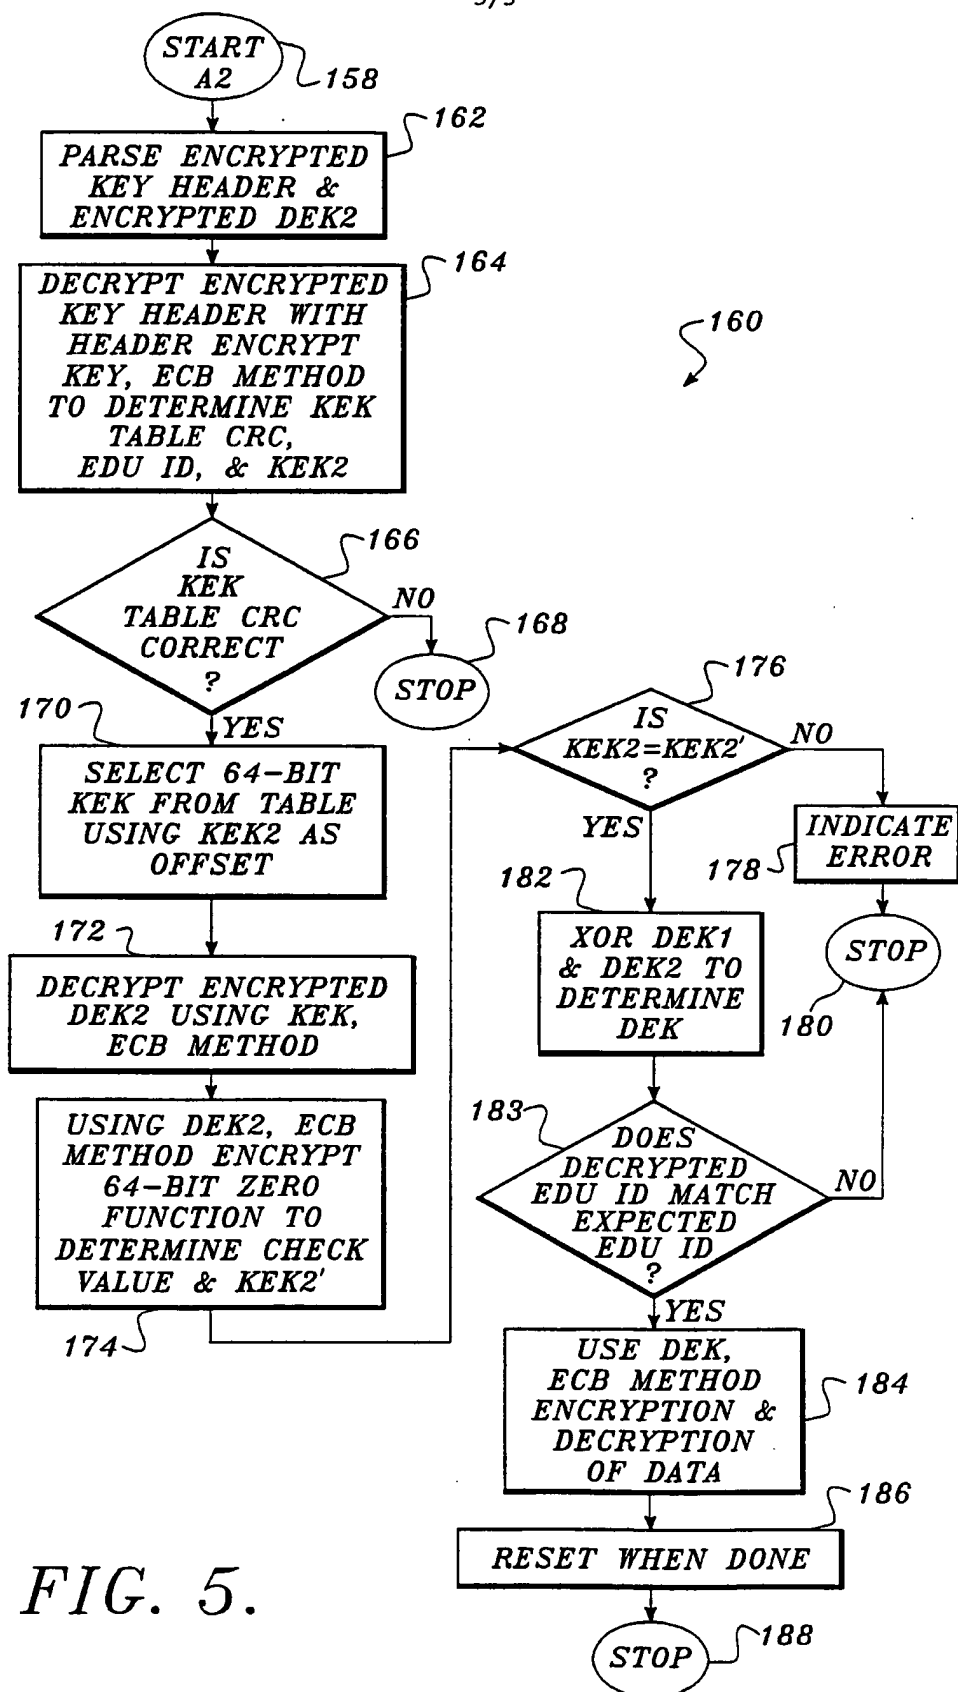 START
A2
158
162
PARSE ENCRYPTED
KEY HEADER &
ENCRYPTED DEK2
164
DECRYPT ENCRYPTED
KEY HEADER WITH
HEADER ENCRYPT
KEY, ECB METHOD
TO DETERMINE KEK
TABLE CRC,
EDU ID, & KEK2
160
166
IS
KEK
TABLE CRC
CORRECT
?
NO
168
STOP
170
YES
SELECT 64-BIT
KEK FROM TABLE
USING KEK2 AS
OFFSET
172
DECRYPT ENCRYPTED
DEK2 USING KEK,
ECB METHOD
USING DEK2, ECB
METHOD ENCRYPT
64-BIT ZERO
FUNCTION TO
DETERMINE CHECK
VALUE & KEK2'
174
176
IS
KEK2=KEK2'
?
NO
YES
INDICATE
ERROR
178
182
XOR DEK1
& DEK2 TO
DETERMINE
DEK
STOP
180
183
DOES
DECRYPTED
EDU ID MATCH
EXPECTED
EDU ID
?
NO
YES
USE DEK,
ECB METHOD
ENCRYPTION &
DECRYPTION
OF DATA
184
186
RESET WHEN DONE
STOP
188
FIG. 5.